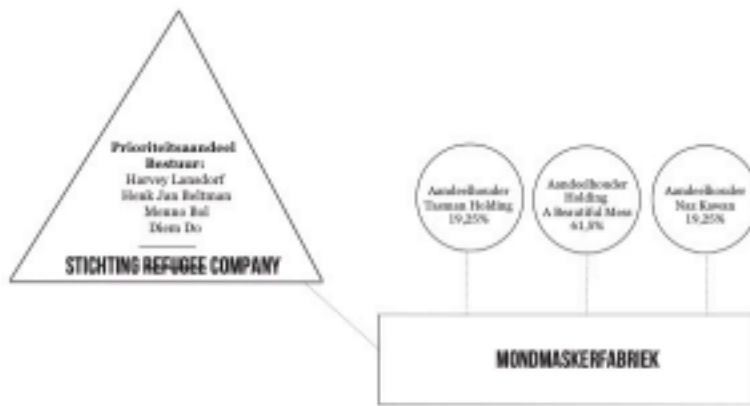 Prioriteitsaandeel
Bestuur:
Harvey Lansdorf
Henk Jan Beltman
Menno Bul
Diem Do
STICHTING REFUGEE COMPANY
Aandeelhouder
Tasman Holding
19,25%
Aandeelhouder
Holding
A Beautiful Mess
61,5%
Aandeelhouder
Naz Kawan
19,25%
MONDMASKERFABRIEK